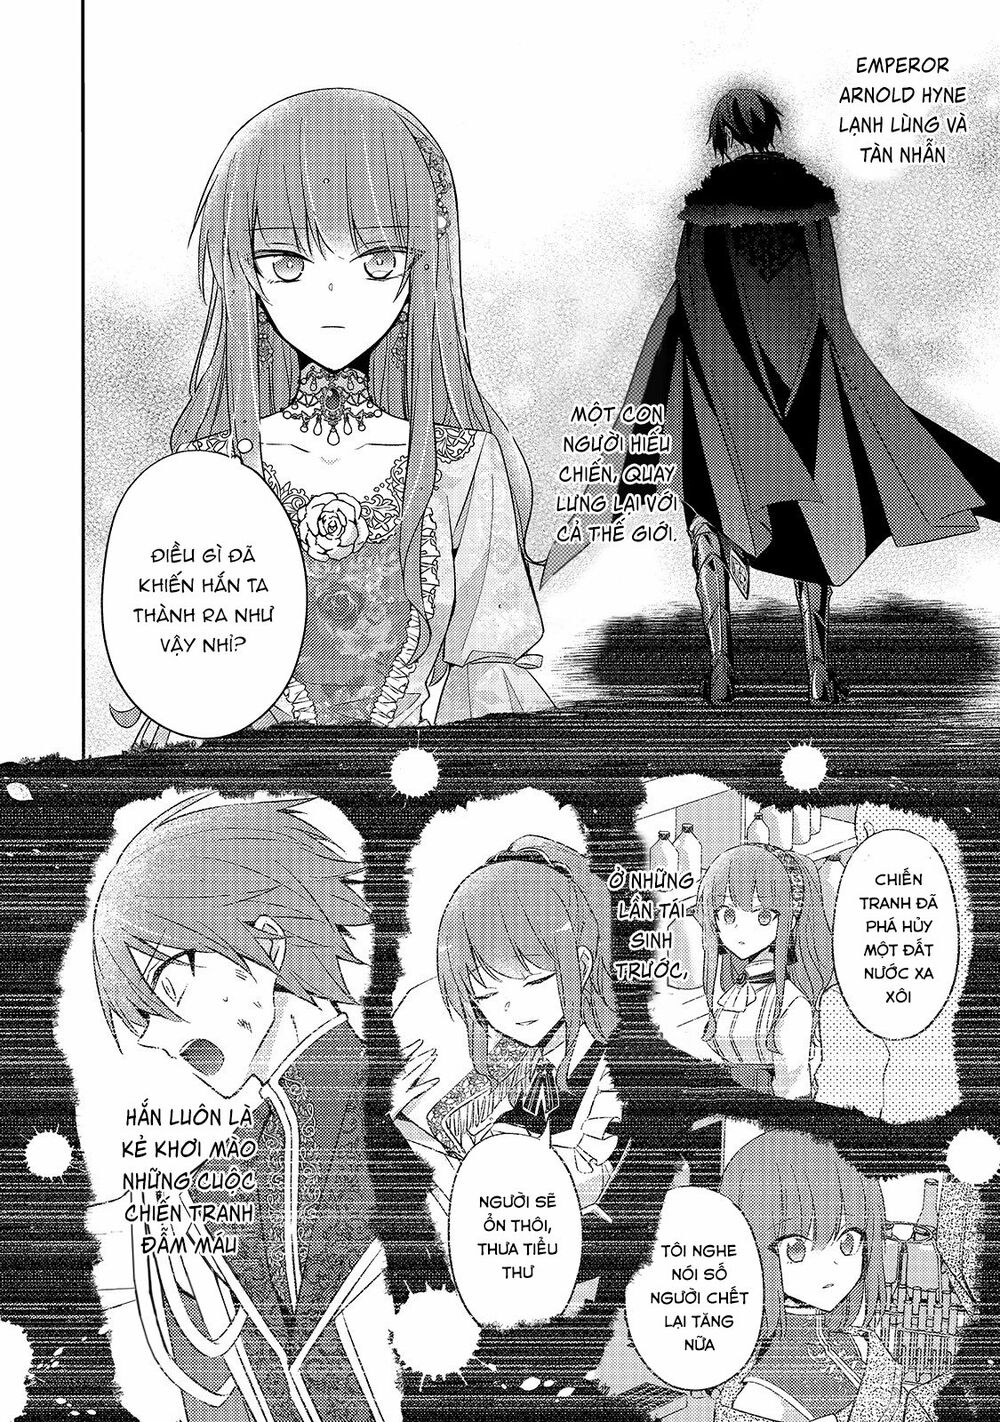 EMPEROR
ARNOLD HYNE
LẠNH LÙNG VÀ
TÀN NHẪN
MỘT CON
NGƯỜI HIẾU
CHIẾN, QUAY
LƯNG LẠI VỚI
CẢ THẾ GIỚI.
ĐIỀU GÌ ĐÃ
KHIẾN HẮN TA
THÀNH RA NHƯ
VẬY NHỈ?
CHIẾN
TRANH ĐÃ
PHÁ HỦY
MỘT ĐẤT
NƯỚC XA
XÔI
Ở NHỮNG
LẦN TÁI
SINH
TRƯỚC,
TÔI NGHE
NÓI SỐ
NGƯỜI CHẾT
LẠI TĂNG
NỮA
NGƯỜI SẼ
ỔN THÔI,
THƯA TIỂU
THƯ
HẮN LUÔN LÀ
KẺ KHƠI MÀO
NHỮNG CUỘC
CHIẾN TRANH
ĐẪM MÁU